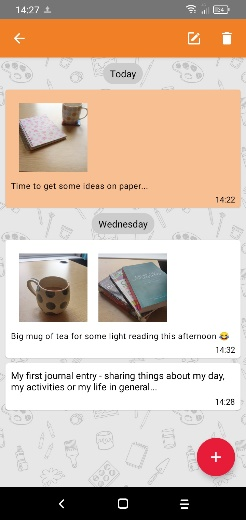 14:27
Today
Time to get some ideas on paper...
14:22
Wednesday
Big mug of tea for some light reading this afternoon 😂
14:32
My first journal entry - sharing things about my day,
my activities or my life in general...
14:28